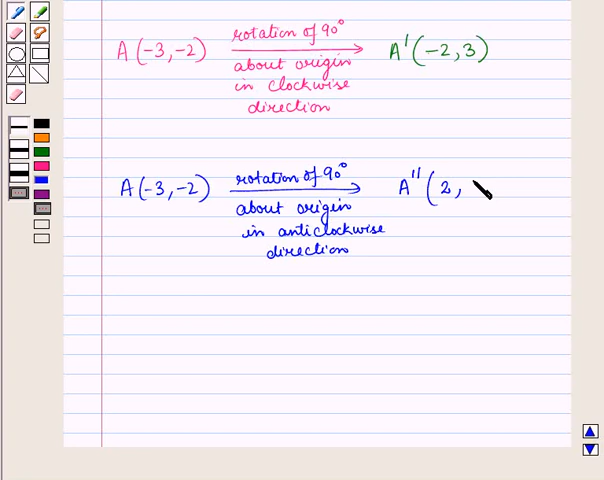 A(-3,-2) rotation of 90° A'(-2,3)
about origin
in clockwise
direction
A(-3,-2) rotation of 90° A''(2,
about origin
in anticlockwise
direction